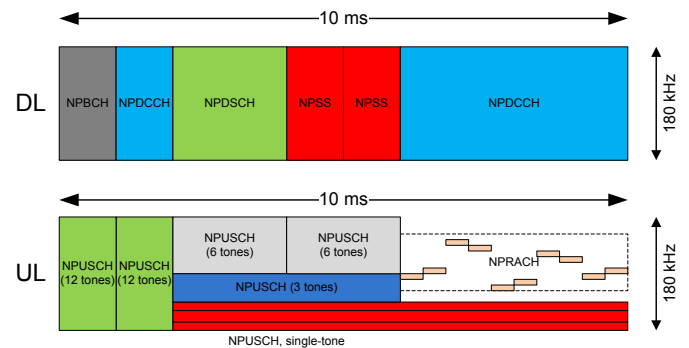 10 ms
DL
NPBCH
NPDCCH
NPDSCH
NPSS
NPSS
NPDCCH
180 kHz
10 ms
UL
NPUSCH
(12 tones)
NPUSCH
(12 tones)
NPUSCH
(6 tones)
NPUSCH
(6 tones)
NPUSCH (3 tones)
NPRACH
180 kHz
NPUSCH, single-tone